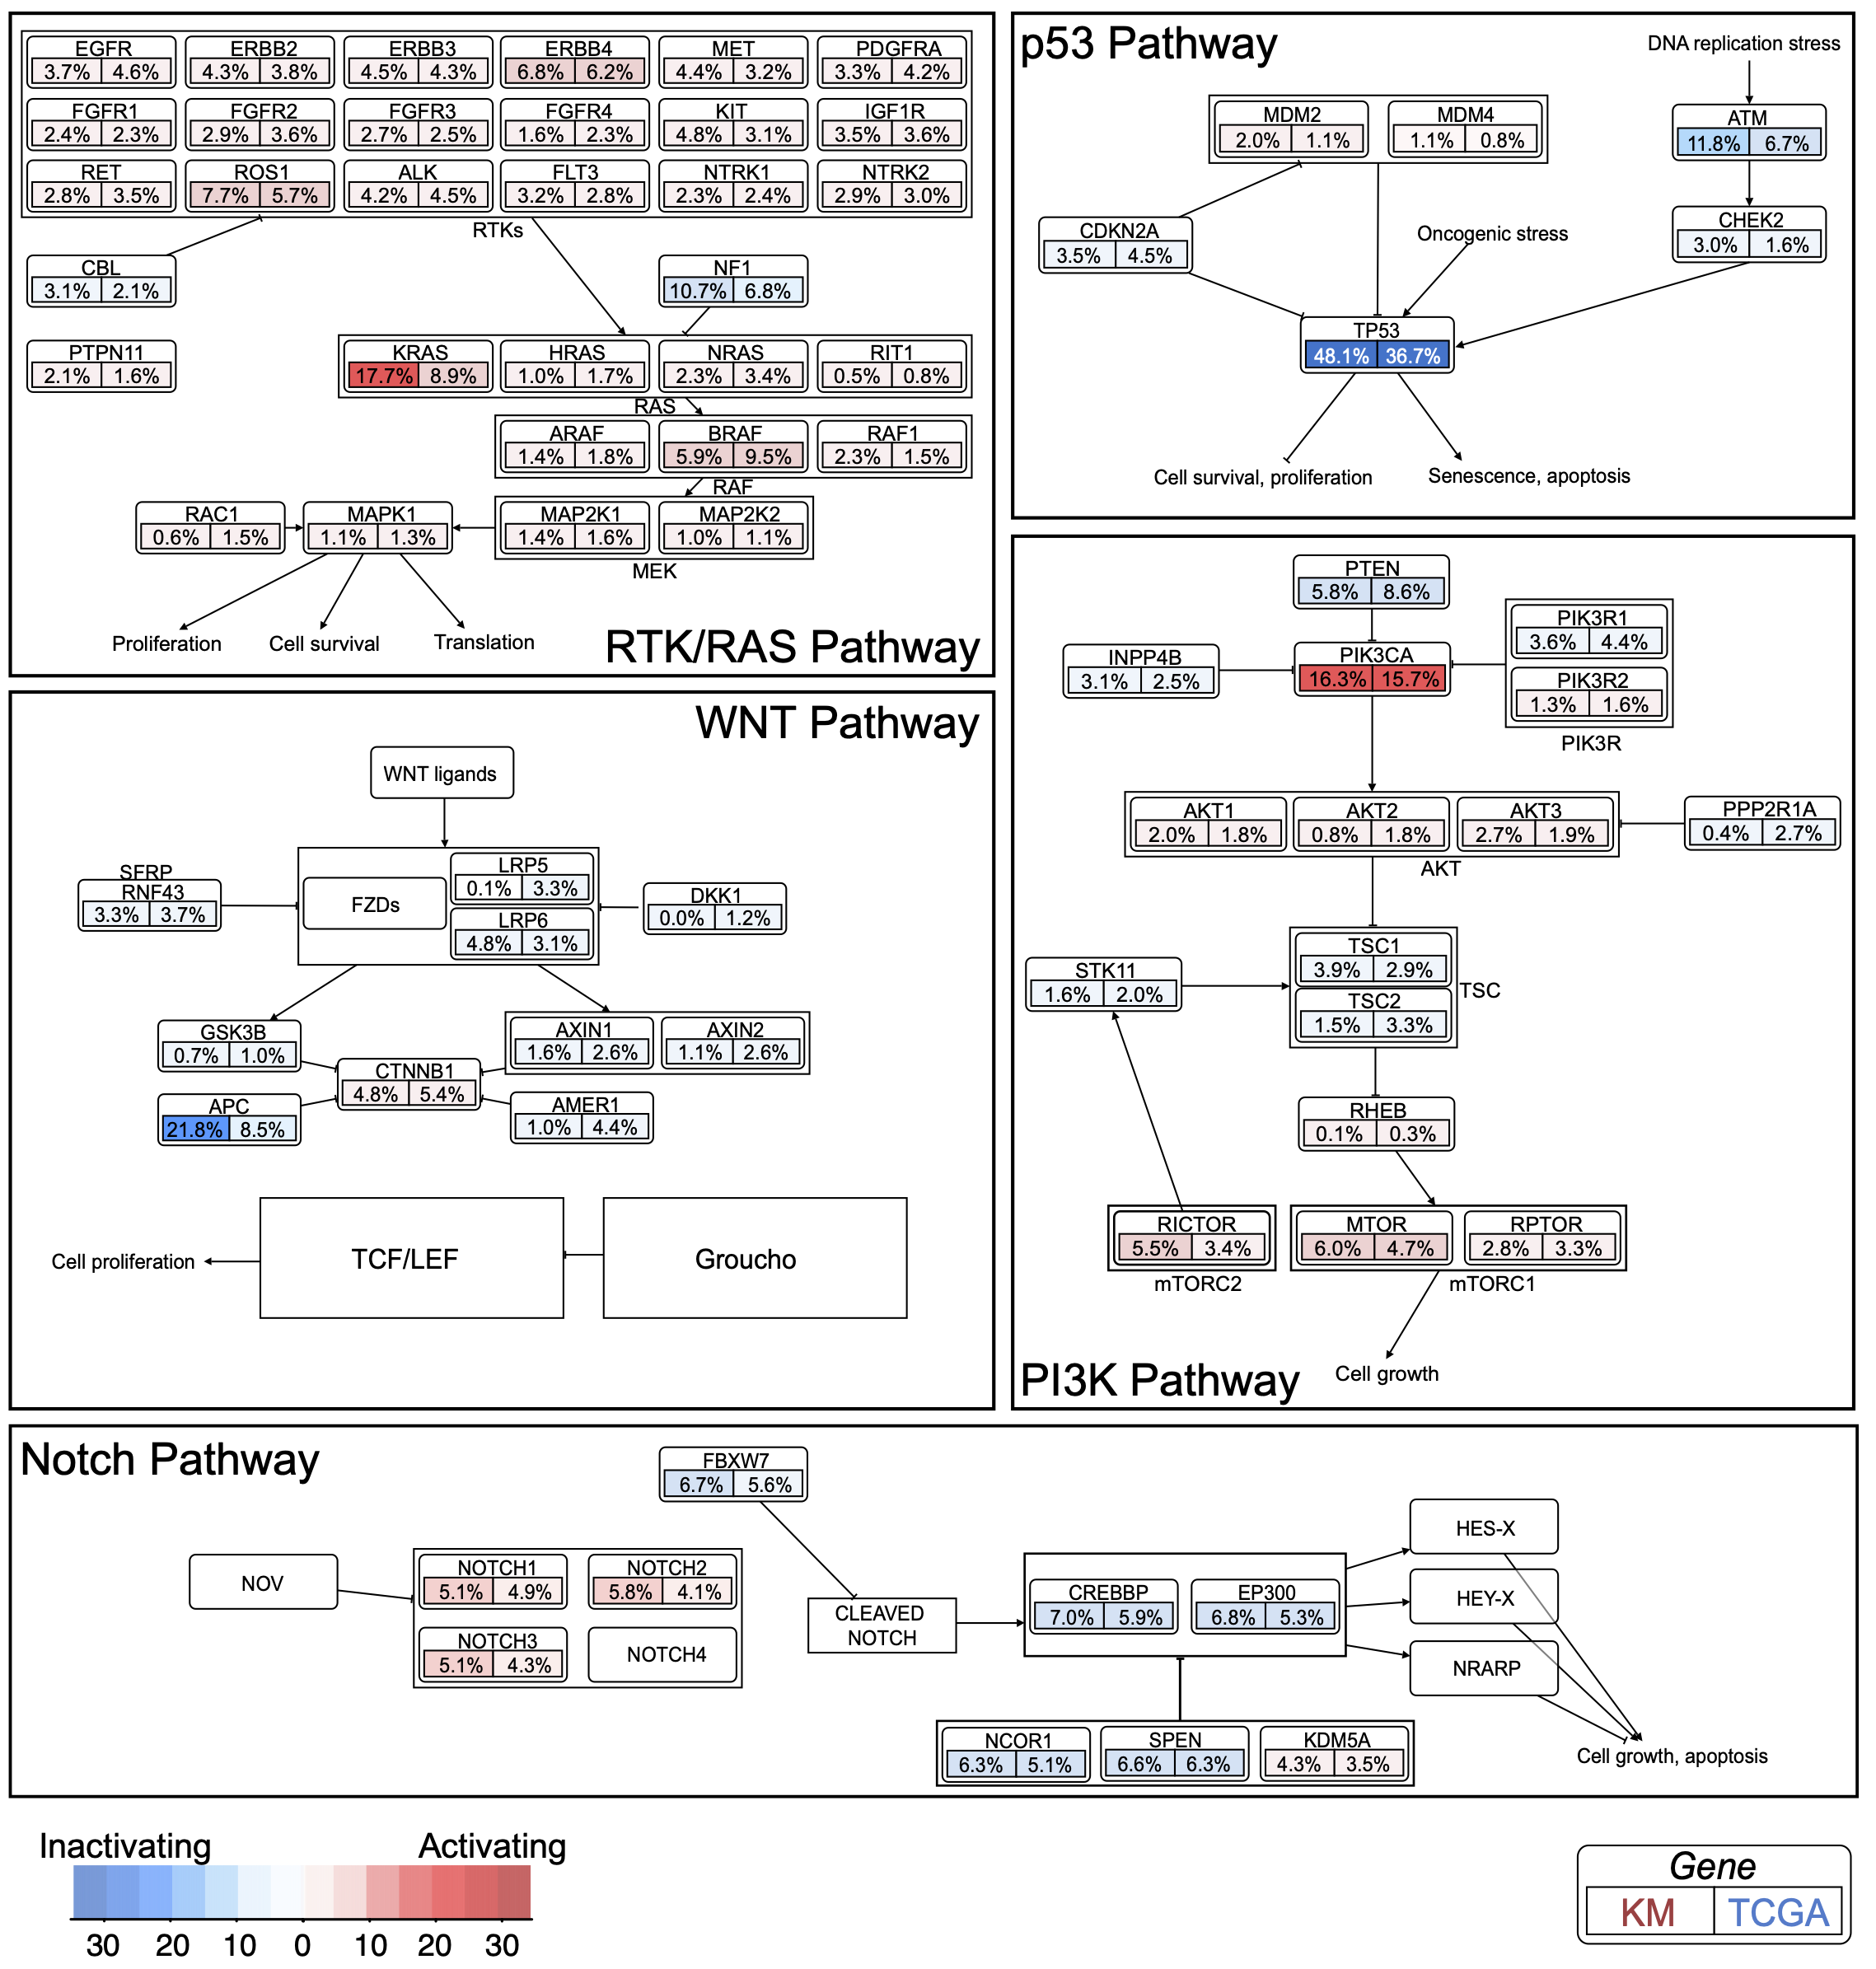 EGFR ERBB2 ERBB3 ERBB4 MET PDGFRA
3.7% 4.6% 4.3% 3.8% 4.5% 4.3% 6.8% 6.2% 4.4% 3.2% 3.3% 4.2%
FGFR1 FGFR2 FGFR3 FGFR4 KIT IGF1R
2.4% 2.3% 2.9% 3.6% 2.7% 2.5% 1.6% 2.3% 4.8% 3.1% 3.5% 3.6%
RET ROS1 ALK FLT3 NTRK1 NTRK2
2.8% 3.5% 7.7% 5.7% 4.2% 4.5% 3.2% 2.8% 2.3% 2.4% 2.9% 3.0%
RTKs
CBL NF1
3.1% 2.1% 10.7% 6.8%
PTPN11 KRAS HRAS NRAS RIT1
2.1% 1.6% 17.7% 8.9% 1.0% 1.7% 2.3% 3.4% 0.5% 0.8%
RAS
ARAF BRAF RAF1
1.4% 1.8% 5.9% 9.5% 2.3% 1.5%
RAF
RAC1 MAPK1 MAP2K1 MAP2K2
0.6% 1.5% 1.1% 1.3% 1.4% 1.6% 1.0% 1.1%
MEK
Proliferation Cell survival Translation
RTK/RAS Pathway
p53 Pathway
DNA replication stress
MDM2 MDM4 ATM
2.0% 1.1% 1.1% 0.8% 11.8% 6.7%
CDKN2A Oncogenic stress CHEK2
3.5% 4.5% 3.0% 1.6%
TP53
48.1% 36.7%
Cell survival, proliferation Senescence, apoptosis
WNT Pathway
WNT ligands
SFRP
RNF43
3.3% 3.7%
FZDs
LRP5
0.1% 3.3%
LRP6
4.8% 3.1%
DKK1
0.0% 1.2%
GSK3B AXIN1 AXIN2
0.7% 1.0% 1.6% 2.6% 1.1% 2.6%
CTNNB1
4.8% 5.4%
APC AMER1
21.8% 8.5% 1.0% 4.4%
Cell proliferation TCF/LEF Groucho
PTEN
5.8% 8.6%
INPP4B PIK3CA
3.1% 2.5% 16.3% 15.7%
PIK3R1
3.6% 4.4%
PIK3R2
1.3% 1.6%
PIK3R
AKT1 AKT2 AKT3 PPP2R1A
2.0% 1.8% 0.8% 1.8% 2.7% 1.9% 0.4% 2.7%
AKT
TSC1
3.9% 2.9%
STK11 TSC
1.6% 2.0%
TSC2
1.5% 3.3%
RHEB
0.1% 0.3%
RICTOR MTOR RPTOR
5.5% 3.4% 6.0% 4.7% 2.8% 3.3%
mTORC2 mTORC1
PI3K Pathway Cell growth
Notch Pathway
FBXW7
6.7% 5.6%
NOV
NOTCH1 NOTCH2
5.1% 4.9% 5.8% 4.1%
NOTCH3 NOTCH4
5.1% 4.3%
CLEAVED
NOTCH
CREBBP EP300
7.0% 5.9% 6.8% 5.3%
HES-X
HEY-X
NRARP
NCOR1 SPEN KDM5A
6.3% 5.1% 6.6% 6.3% 4.3% 3.5%
Cell growth, apoptosis
Inactivating Activating
30 20 10 0 10 20 30
Gene
KM TCGA